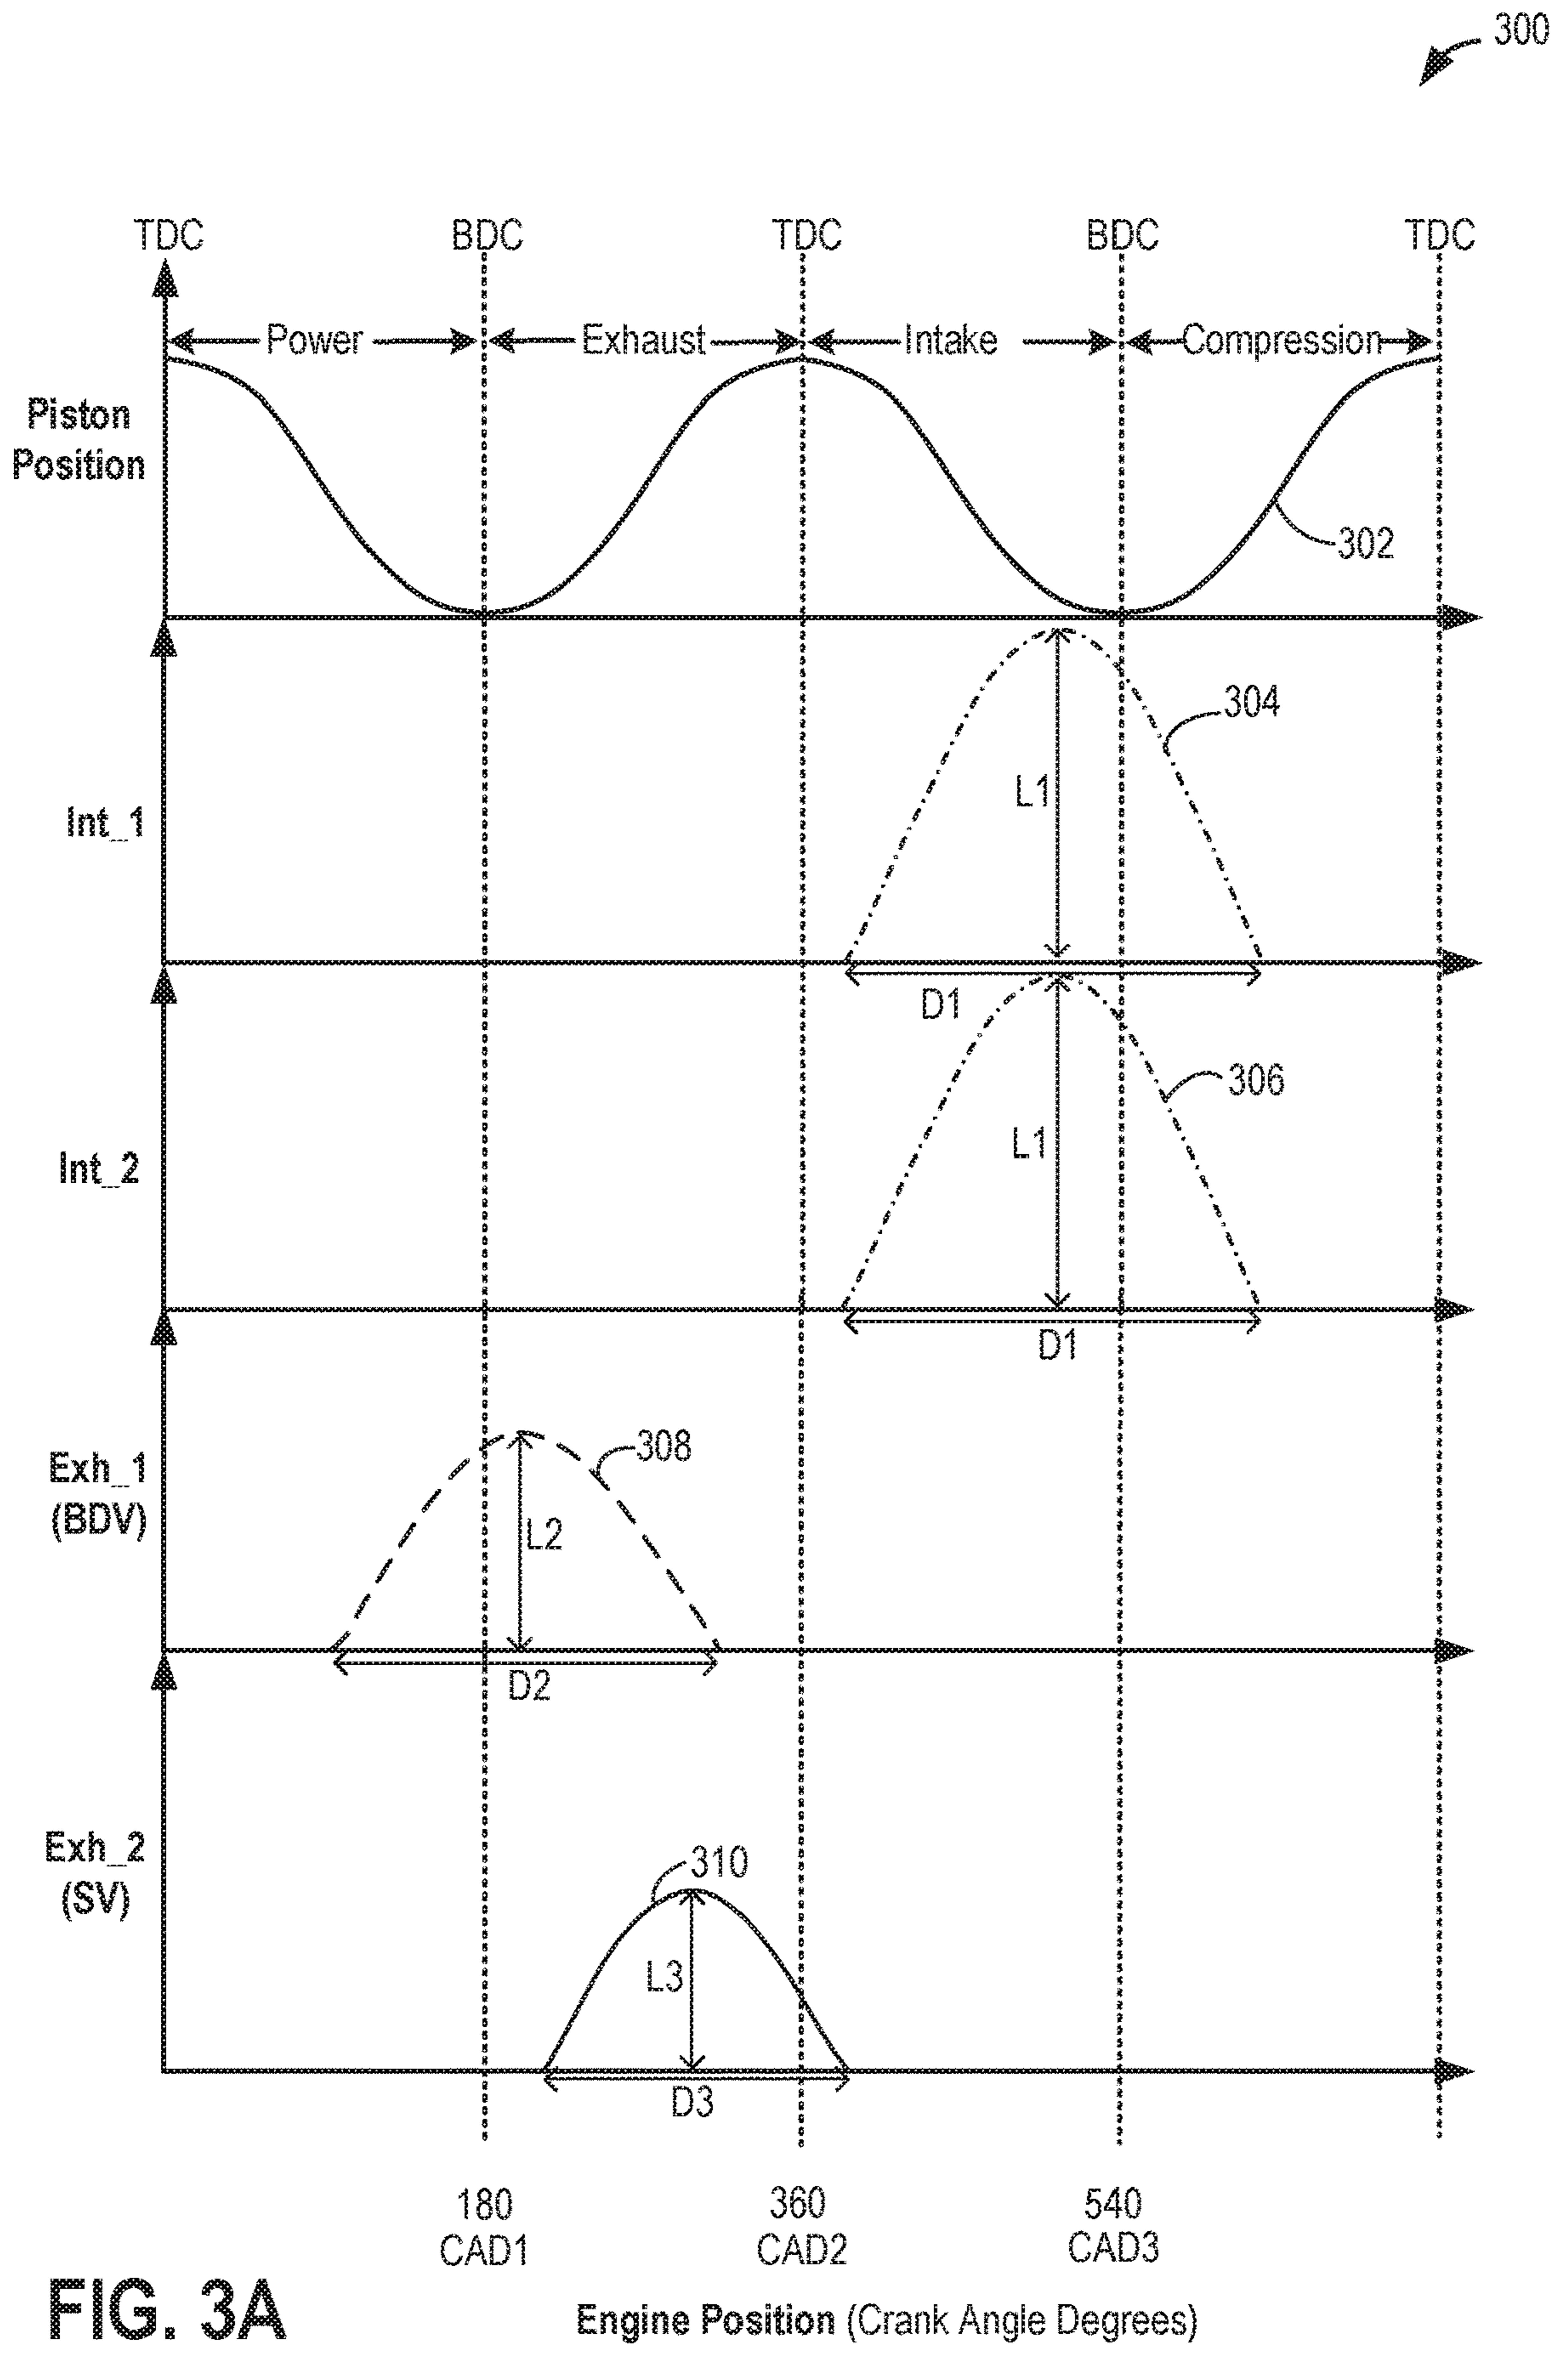 300
TDC BDC TDC BDC TDC
Power Exhaust Intake Compression
Piston
Position
302
304
L1
Int_1
D1
306
L1
Int_2
D1
308
Exh_1
(BDV)
L2
D2
Exh_2
(SV)
310
L3
D3
180 360 540
CAD1 CAD2 CAD3
FIG. 3A
Engine Position (Crank Angle Degrees)